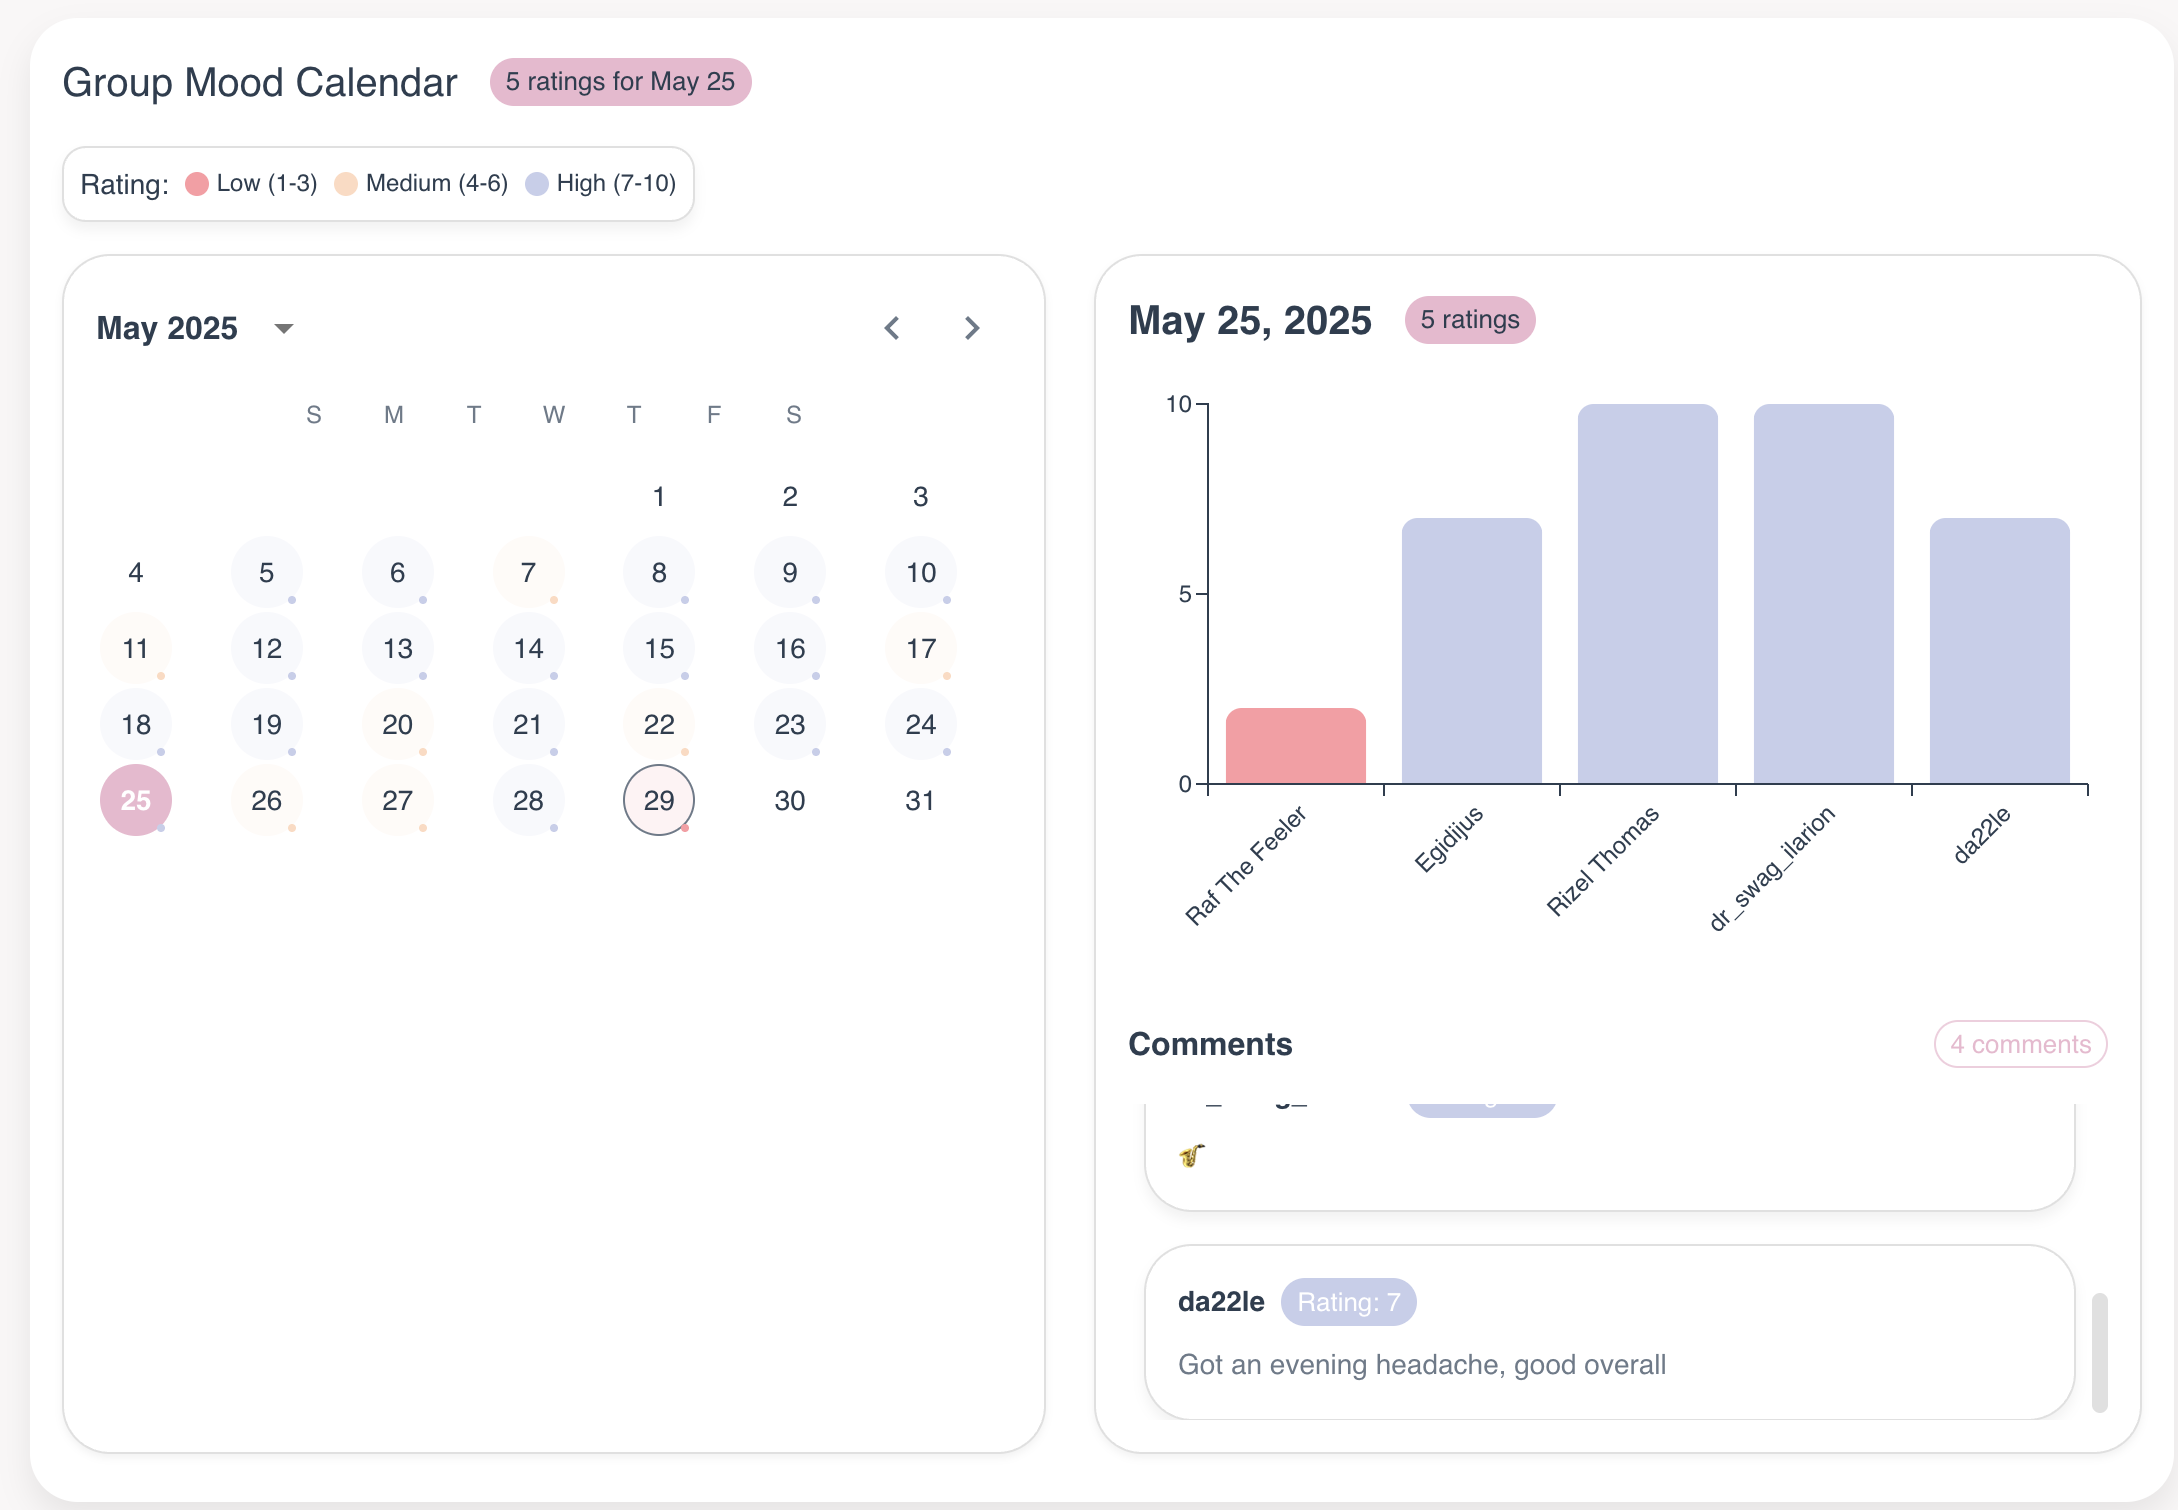 Group Mood Calendar
5 ratings for May 25
Rating: Low (1-3) Medium (4-6) High (7-10)
May 2025
S M T W T F S
1 2 3
4 5 6 7 8 9 10
11 12 13 14 15 16 17
18 19 20 21 22 23 24
25 26 27 28 29 30 31
May 25, 2025
5 ratings
10
5
0
Raf The Feeler
Egidijus
Rizel Thomas
dr_swag_ilarion
da22le
Comments
4 comments
🎷
da22le
Rating: 7
Got an evening headache, good overall